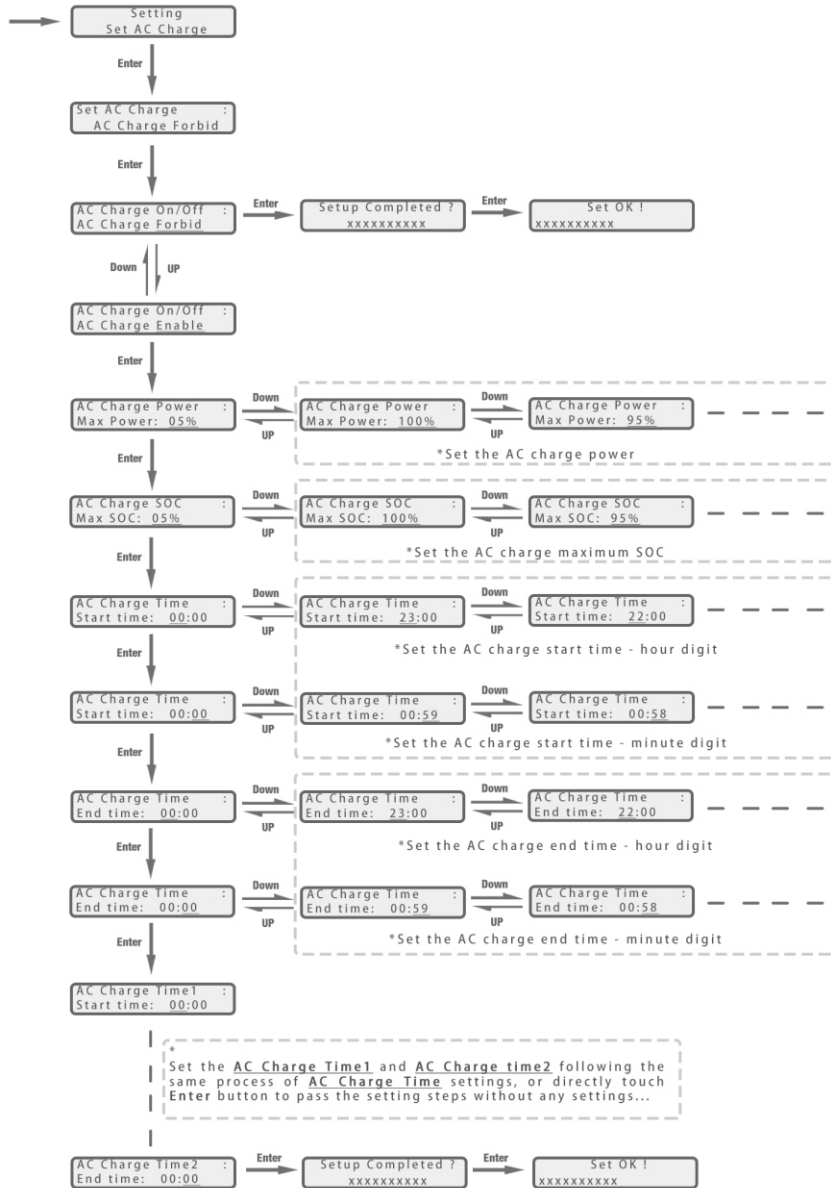 Setting
Set AC Charge
Enter
Set AC Charge :
AC Charge Forbid
Enter
AC Charge On/Off :
AC Charge Forbid
Enter
Setup Completed ?
xxxxxxxxxx
Enter
Set OK !
xxxxxxxxxx
Down
UP
AC Charge On/Off :
AC Charge Enable
Enter
AC Charge Power :
Max Power: 05%
Down
UP
AC Charge Power :
Max Power: 100%
Down
UP
AC Charge Power :
Max Power: 95%
*Set the AC charge power
Enter
AC Charge SOC :
Max SOC: 05%
Down
UP
AC Charge SOC :
Max SOC: 100%
Down
UP
AC Charge SOC :
Max SOC: 95%
*Set the AC charge maximum SOC
Enter
AC Charge Time :
Start time: 00:00
Down
UP
AC Charge Time :
Start time: 23:00
Down
UP
AC Charge Time :
Start time: 22:00
*Set the AC charge start time - hour digit
Enter
AC Charge Time :
Start time: 00:00
Down
UP
AC Charge Time :
Start time: 00:59
Down
UP
AC Charge Time :
Start time: 00:58
*Set the AC charge start time - minute digit
Enter
AC Charge Time :
End time: 00:00
Down
UP
AC Charge Time :
End time: 23:00
Down
UP
AC Charge Time :
End time: 22:00
*Set the AC charge end time - hour digit
Enter
AC Charge Time :
End time: 00:00
Down
UP
AC Charge Time :
End time: 00:59
Down
UP
AC Charge Time :
End time: 00:58
*Set the AC charge end time - minute digit
Enter
AC Charge Time1 :
Start time: 00:00
*
Set the AC Charge Time1 and AC Charge time2 following the
same process of AC Charge Time settings, or directly touch
Enter button to pass the setting steps without any settings...
AC Charge Time2 :
End time: 00:00
Enter
Setup Completed ?
xxxxxxxxxx
Enter
Set OK !
xxxxxxxxxx